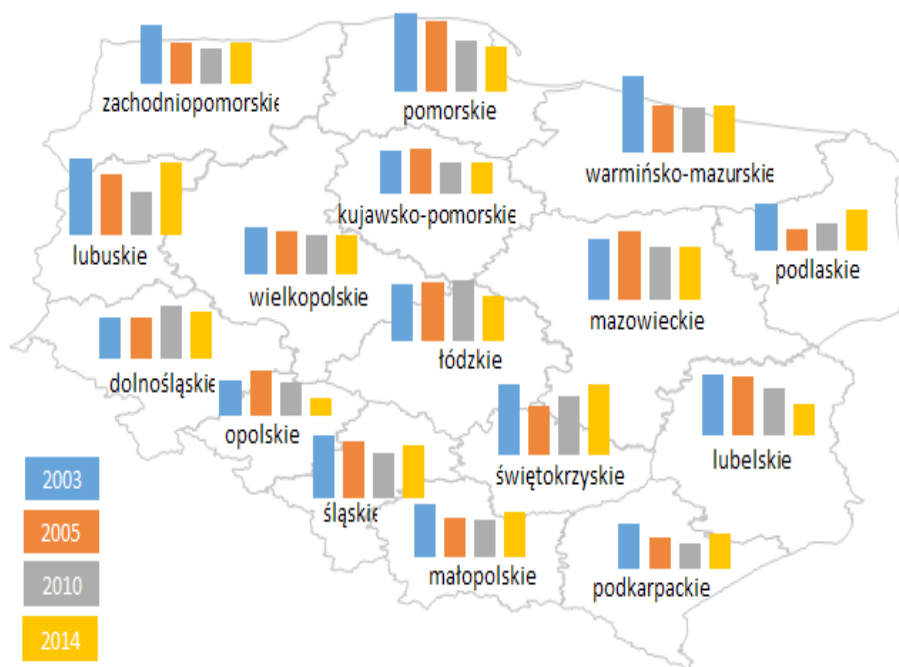 zachodniopomorskie
pomorskie
warmińsko-mazurskie
kujawsko-pomorskie
lubuskie
podlaskie
wielkopolskie
mazowieckie
łódzkie
dolnośląskie
opolskie
lubelskie
świętokrzyskie
śląskie
małopolskie
podkarpackie
2003
2005
2010
2014